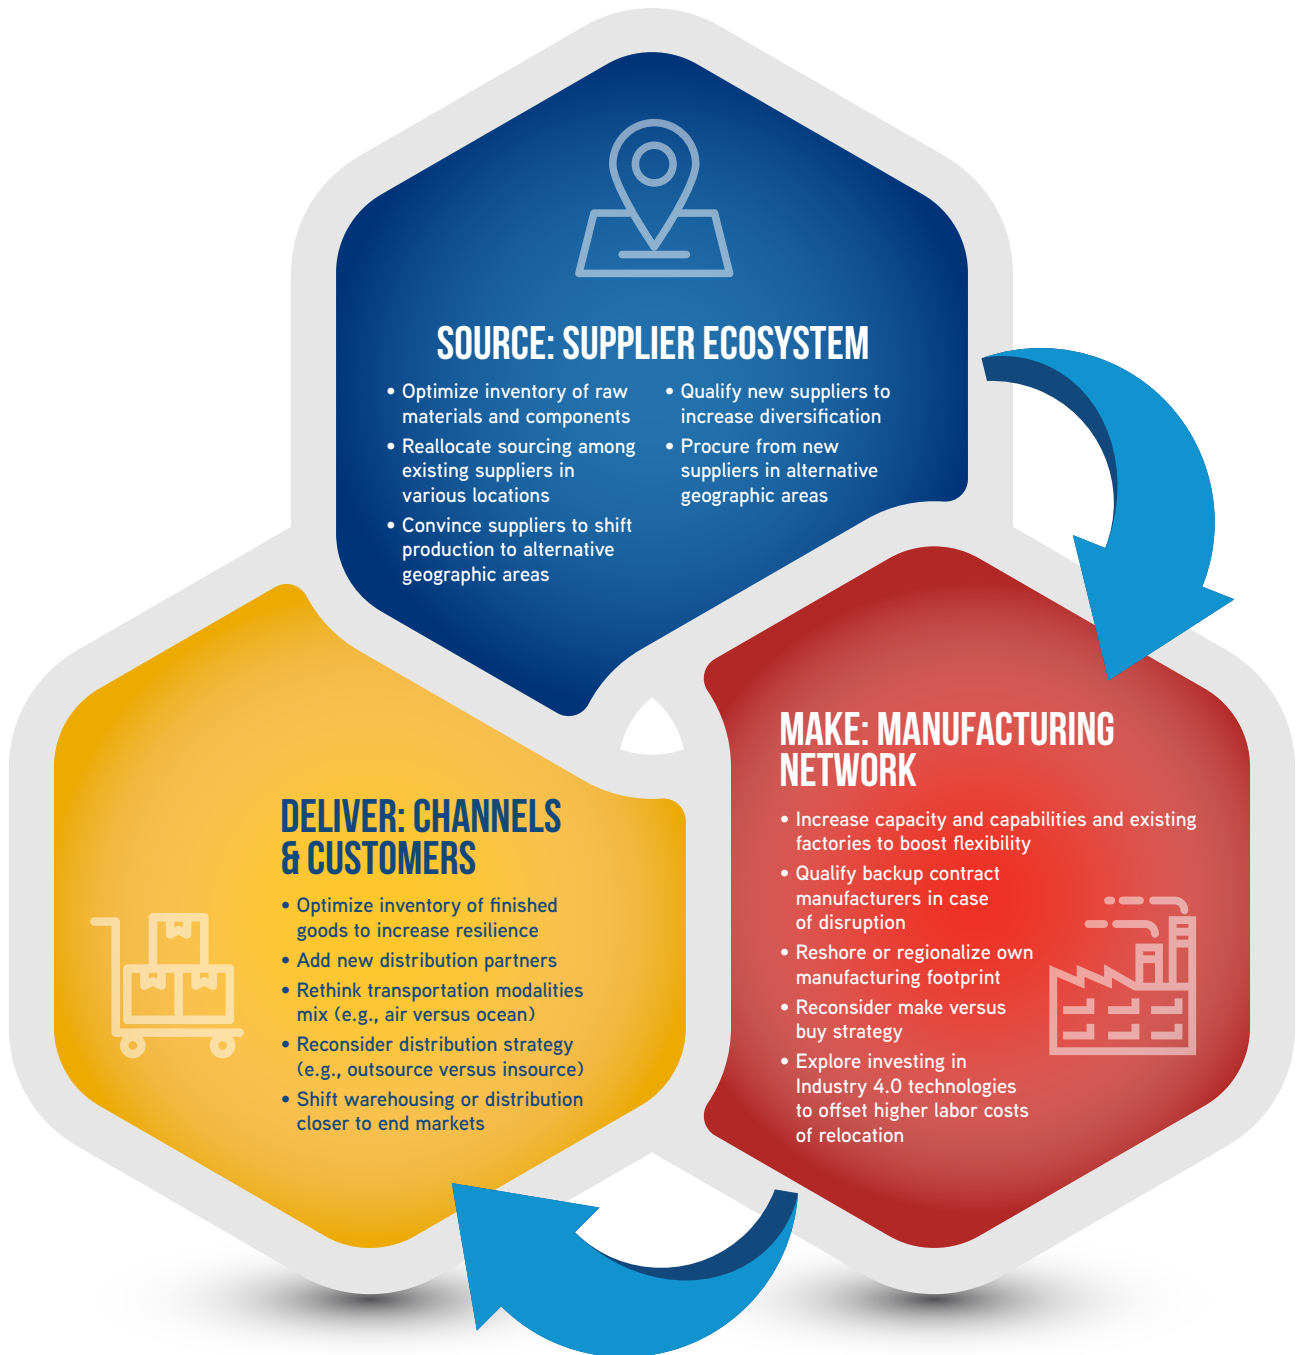 SOURCE: SUPPLIER ECOSYSTEM
• Optimize inventory of raw
materials and components
• Reallocate sourcing among
existing suppliers in
various locations
• Convince suppliers to shift
production to alternative
geographic areas
• Qualify new suppliers to
increase diversification
• Procure from new
suppliers in alternative
geographic areas
MAKE: MANUFACTURING
NETWORK
• Increase capacity and capabilities and existing
factories to boost flexibility
• Qualify backup contract
manufacturers in case
of disruption
• Reshore or regionalize own
manufacturing footprint
• Reconsider make versus
buy strategy
• Explore investing in
Industry 4.0 technologies
to offset higher labor costs
of relocation
DELIVER: CHANNELS
& CUSTOMERS
• Optimize inventory of finished
goods to increase resilience
• Add new distribution partners
• Rethink transportation modalities
mix (e.g., air versus ocean)
• Reconsider distribution strategy
(e.g., outsource versus insource)
• Shift warehousing or distribution
closer to end markets